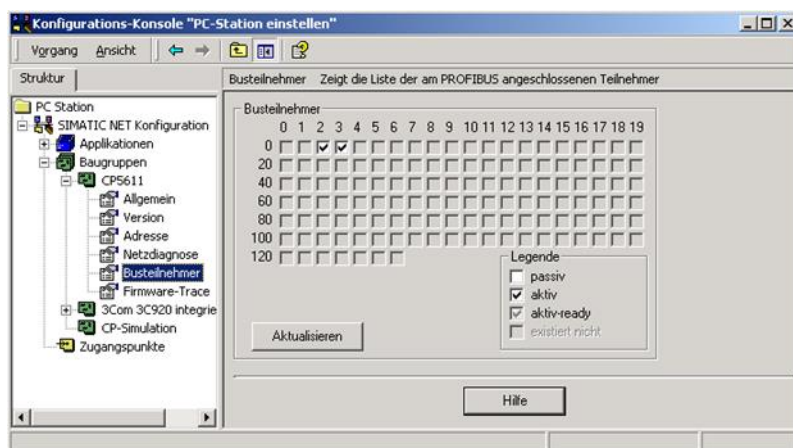 Konfigurations-Konsole "PC-Station einstellen"
Vorgang Ansicht
Struktur
Busteilnehmer Zeigt die Liste der am PROFIBUS angeschlossenen Teilnehmer
PC Station
SIMATIC NET Konfiguration
Applikationen
Baugruppen
CP5611
Allgemein
Version
Adresse
Netzdiagnose
Busteilnehmer
Firmware-Trace
3Com 3C920 integrie
CP-Simulation
Zugangspunkte
Busteilnehmer
0 1 2 3 4 5 6 7 8 9 10 11 12 13 14 15 16 17 18 19
0
20
40
60
80
100
120
Legende
passiv
aktiv
aktiv-ready
existiert nicht
Aktualisieren
Hilfe